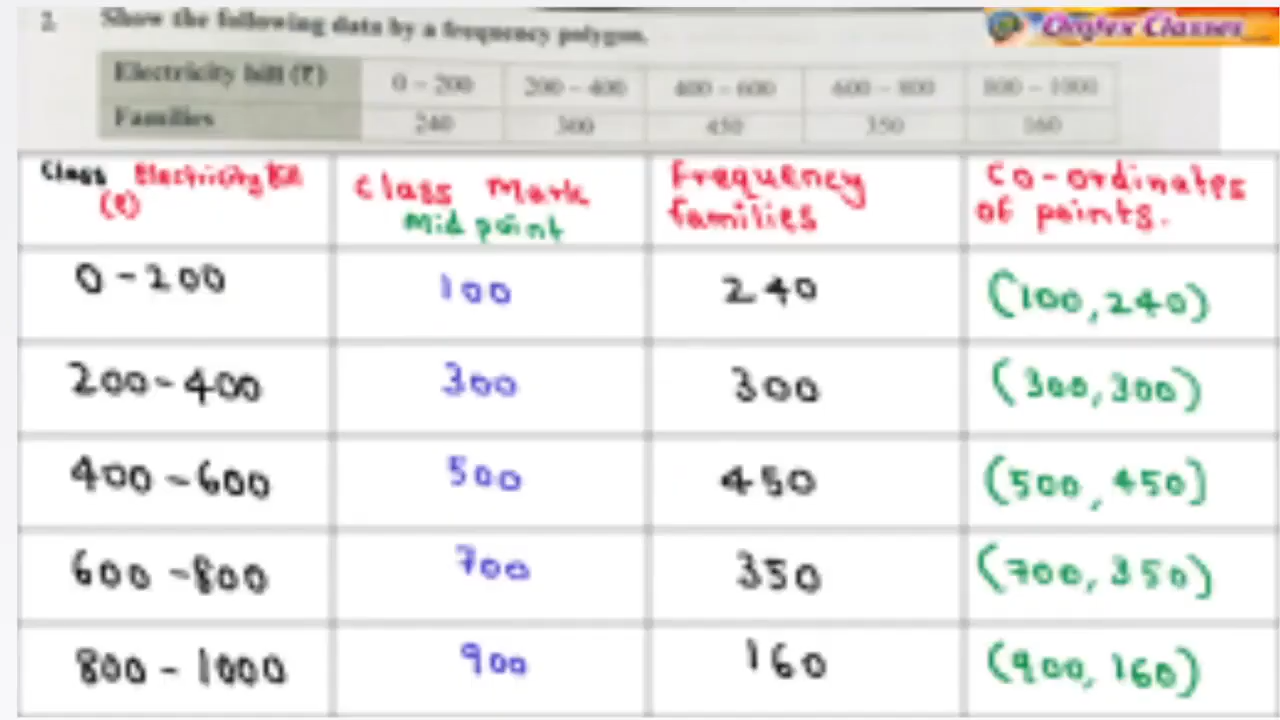 2. Show the following data by a frequency polygon.
Omtex Classes
Electricity bill (₹) 0 – 200 200 – 400 400 – 600 600 – 800 800 – 1000
Families 240 300 450 350 160
Class Electricity Bill (₹) Class Mark Mid point Frequency families Co-ordinates of points.
0 – 200 100 240 (100, 240)
200 – 400 300 300 (300, 300)
400 – 600 500 450 (500, 450)
600 – 800 700 350 (700, 350)
800 – 1000 900 160 (900, 160)